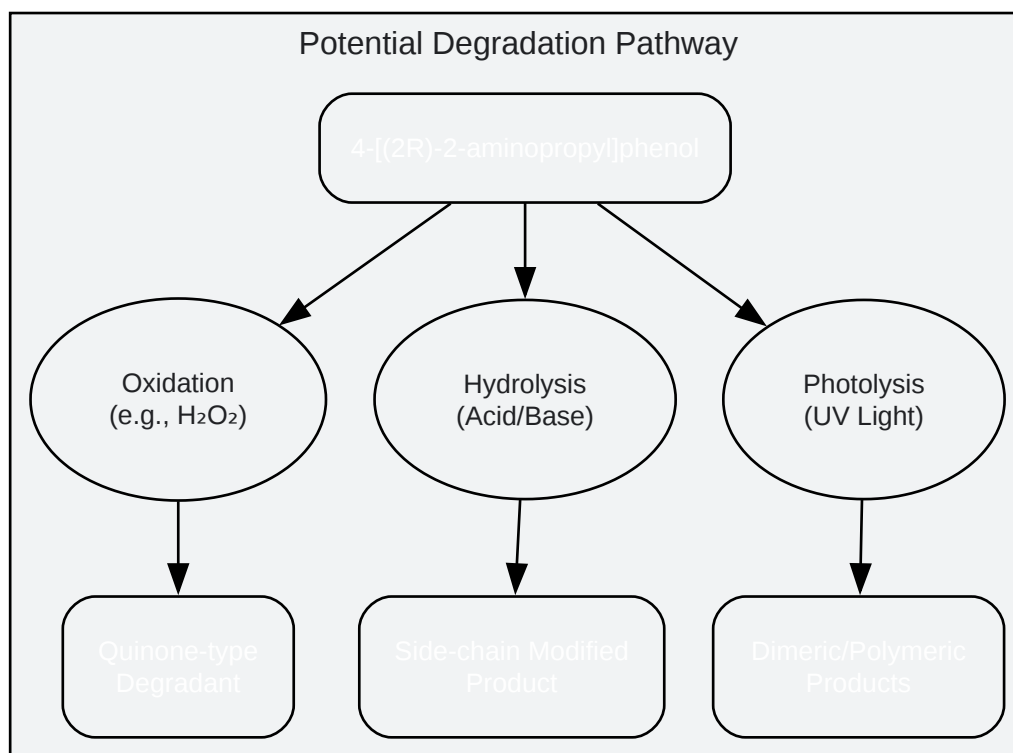 Potential Degradation Pathway
4-[(2R)-2-aminopropyl]phenol
Oxidation
(e.g., H₂O₂)
Hydrolysis
(Acid/Base)
Photolysis
(UV Light)
Quinone-type
Degradant
Side-chain Modified
Product
Dimeric/Polymeric
Products